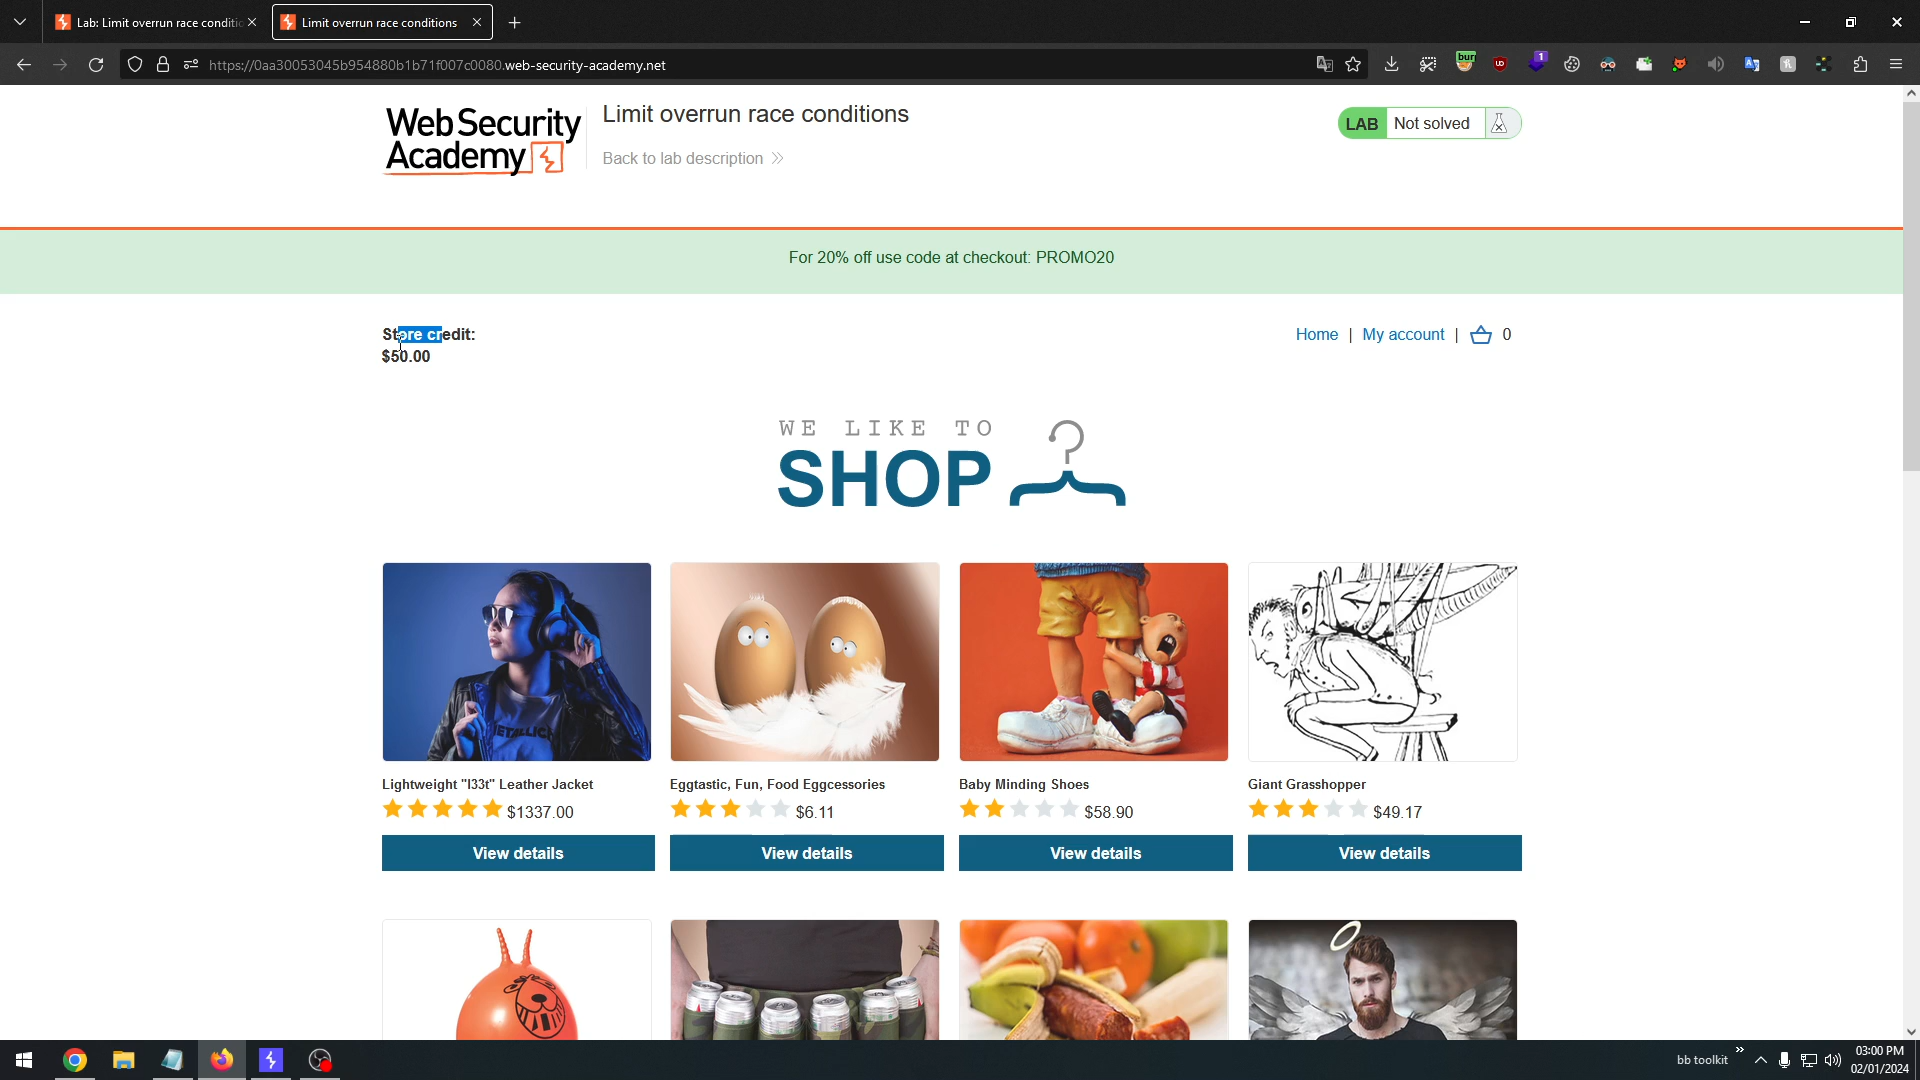 Lab: Limit overrun race conditio
Limit overrun race conditions
https://0aa30053045b954880b1b71f007c0080.web-security-academy.net
burl
1
WebSecurity
Academy
Limit overrun race conditions
Back to lab description
LAB
Not solved
For 20% off use code at checkout: PROMO20
Store credit:
$50.00
Home | My account | 0
WE LIKE TO
SHOP
Lightweight "l33t" Leather Jacket
$1337.00
View details
Eggtastic, Fun, Food Eggcessories
$6.11
View details
Baby Minding Shoes
$58.90
View details
Giant Grasshopper
$49.17
View details
bb toolkit
03:00 PM
02/01/2024